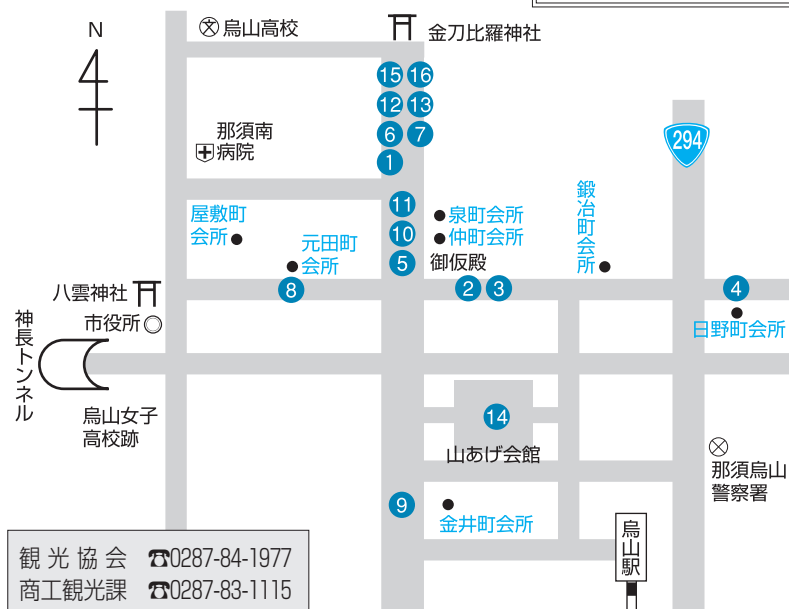 N
烏山高校
金刀比羅神社
15 16
12 13
6 7
1
那須南
病院
294
11
10
5
屋敷町
会所
元田町
会所
泉町会所
仲町会所
御仮殿
鍛冶町会所
八雲神社
8
2 3
4
市役所
日野町会所
神長トンネル
烏山女子
高校跡
14
山あげ会館
那須烏山
警察署
9
金井町会所
烏山駅
観光協会 ☎0287-84-1977
商工観光課 ☎0287-83-1115